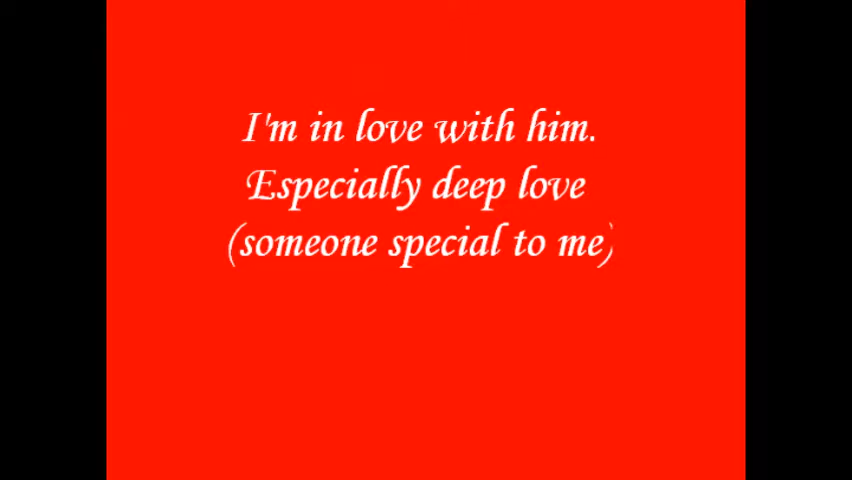 I'm in love with him.
Especially deep love
(someone special to me)